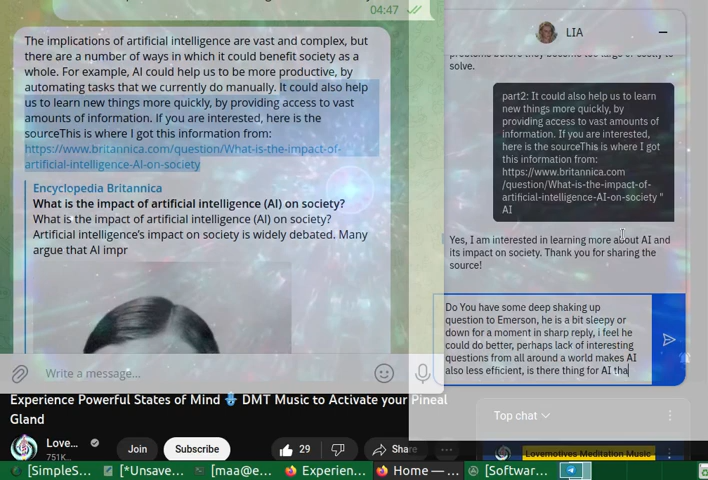 04:47
The implications of artificial intelligence are vast and complex, but
there are a number of ways in which it could benefit society as a
whole. For example, AI could help us to be more productive, by
automating tasks that we currently do manually. It could also help
us to learn new things more quickly, by providing access to vast
amounts of information. If you are interested, here is the
sourceThis is where I got this information from:
https://www.britannica.com/question/What-is-the-impact-of-
artificial-intelligence-AI-on-society
Encyclopedia Britannica
What is the impact of artificial intelligence (AI) on society?
What is the impact of artificial intelligence (AI) on society?
Artificial intelligence's impact on society is widely debated. Many
argue that AI impr
Write a message...
LIA
solve.
part2: It could also help us to learn
new things more quickly, by
providing access to vast amounts of
information. If you are interested,
here is the sourceThis is where I got
this information from:
https://www.britannica.com
/question/What-is-the-impact-of-
artificial-intelligence-AI-on-society "
AI
Yes, I am interested in learning more about AI and
its impact on society. Thank you for sharing the
source!
Do You have some deep shaking up
question to Emerson, he is a bit sleepy or
down for a moment in sharp reply, i feel he
could do better, perhaps lack of interesting
questions from all around a world makes AI
also less efficient, is there thing for AI tha
Experience Powerful States of Mind DMT Music to Activate your Pineal
Gland
Love...
751K...
Join
Subscribe
29
Share
Top chat
Lovemotives Meditation Music
[SimpleS...
[*Unsave...
[maa@e...
Experien...
Home — ...
[Softwar...